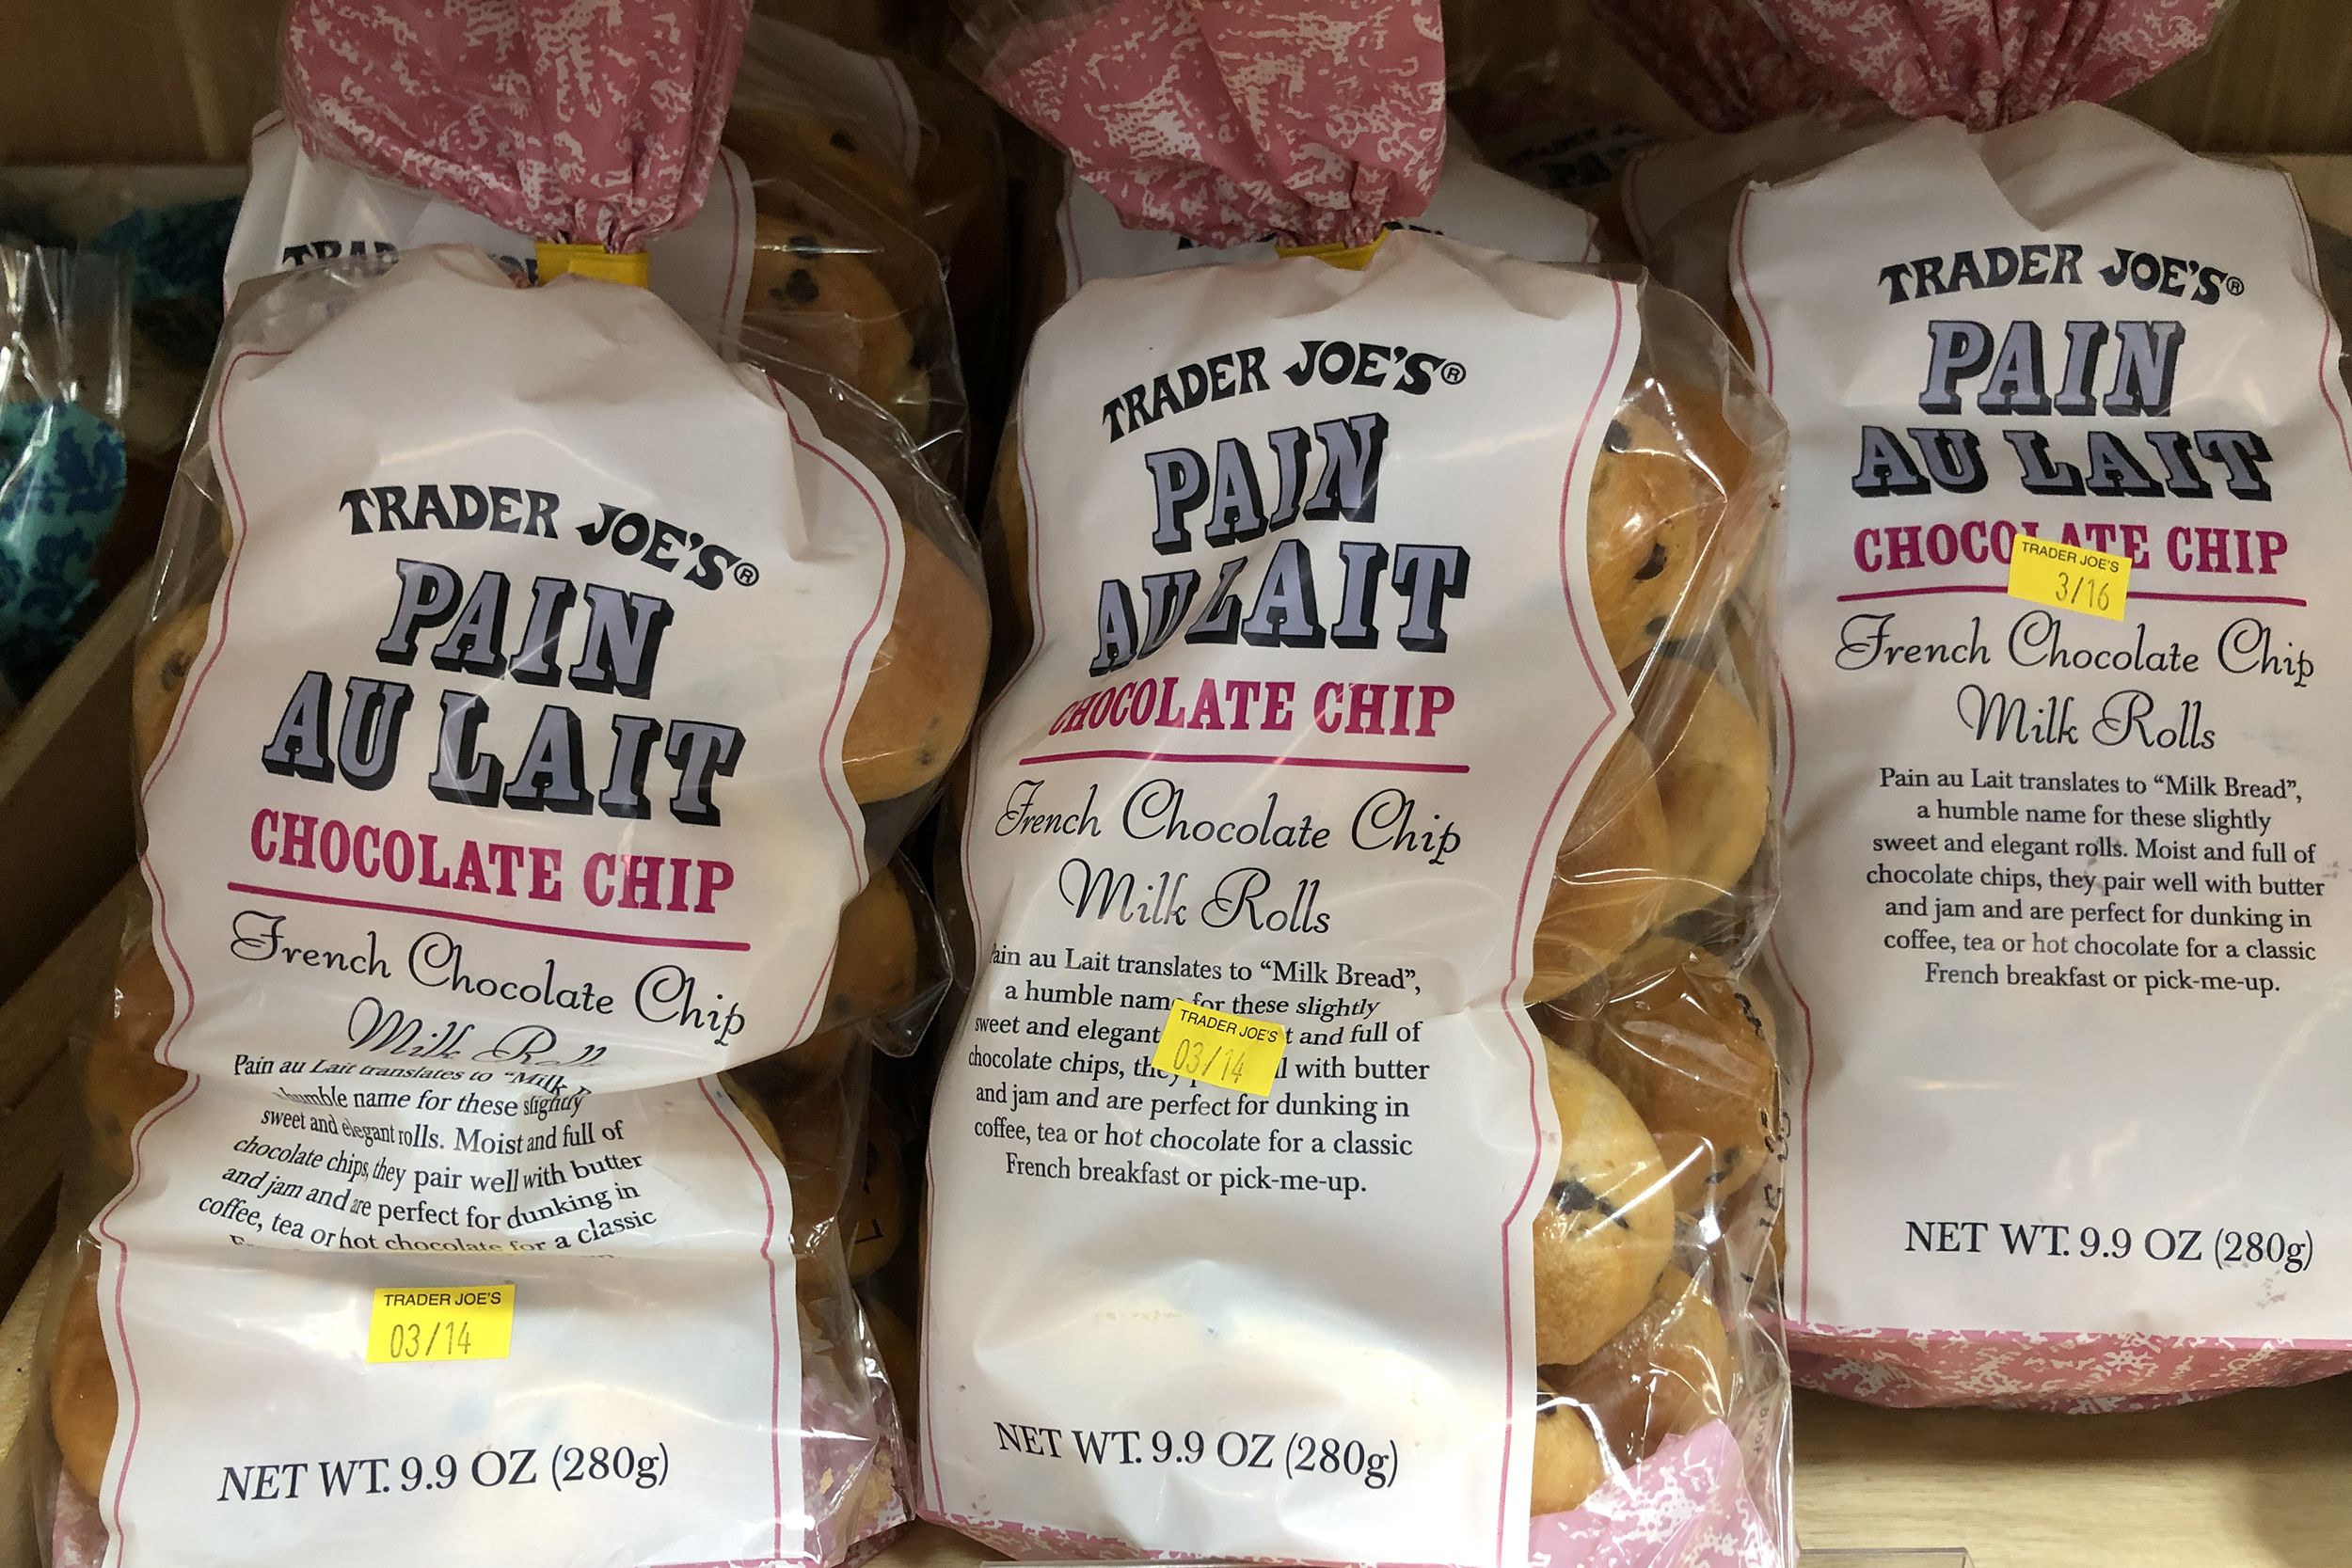 TRADER JOE'S®
PAIN
AU LAIT
CHOCOLATE CHIP
French Chocolate Chip
Milk
Pain au Lait translates to "Milk
humble name for these slightly
sweet and elegant rolls. Moist and full of
chocolate chips, they pair well with butter
and jam and are perfect for dunking in
coffee, tea or hot chocolate for a classic
TRADER JOE'S
03/14
NET WT. 9.9 OZ (280g)
TRADER JOE'S®
PAIN
AU LAIT
CHOCOLATE CHIP
French Chocolate Chip
Milk Rolls
au Lait translates to "Milk Bread",
a humble name for these slightly
sweet and elegant and full of
chocolate chips, they with butter
and jam and are perfect for dunking in
coffee, tea or hot chocolate for a classic
French breakfast or pick-me-up.
TRADER JOE'S
03/14
NET WT. 9.9 OZ (280g)
TRADER JOE'S®
PAIN
AU LAIT
CHOCOLATE CHIP
TRADER JOE'S
3/16
French Chocolate Chip
Milk Rolls
Pain au Lait translates to "Milk Bread",
a humble name for these slightly
sweet and elegant rolls. Moist and full of
chocolate chips, they pair well with butter
and jam and are perfect for dunking in
coffee, tea or hot chocolate for a classic
French breakfast or pick-me-up.
NET WT. 9.9 OZ (280g)